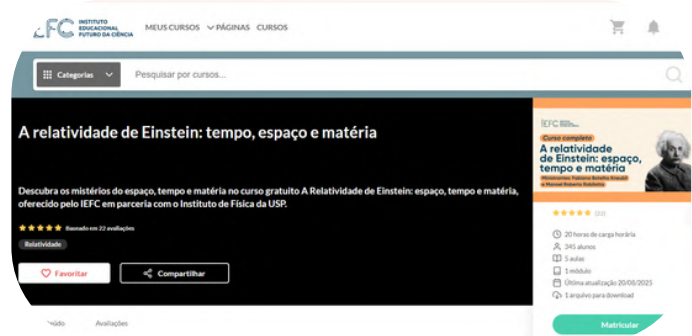 IEFC INSTITUTO
EDUCACIONAL
FUTURO DA CIÊNCIA
MEUS CURSOS PÁGINAS CURSOS
Categorias Pesquisar por cursos...
A relatividade de Einstein: tempo, espaço e matéria
Descubra os mistérios do espaço, tempo e matéria no curso gratuito A Relatividade de Einstein: espaço, tempo e matéria,
oferecido pelo IEFC em parceria com o Instituto de Física da USP.
Baseado em 22 avaliações
Relatividade
Favoritar Compartilhar
Avaliações
IEFC
Curso completo
A relatividade
de Einstein: espaço,
tempo e matéria
(22)
20 horas de carga horária
345 alunos
5 aulas
1 módulo
Última atualização 20/08/2025
1 arquivo para download
Matricular